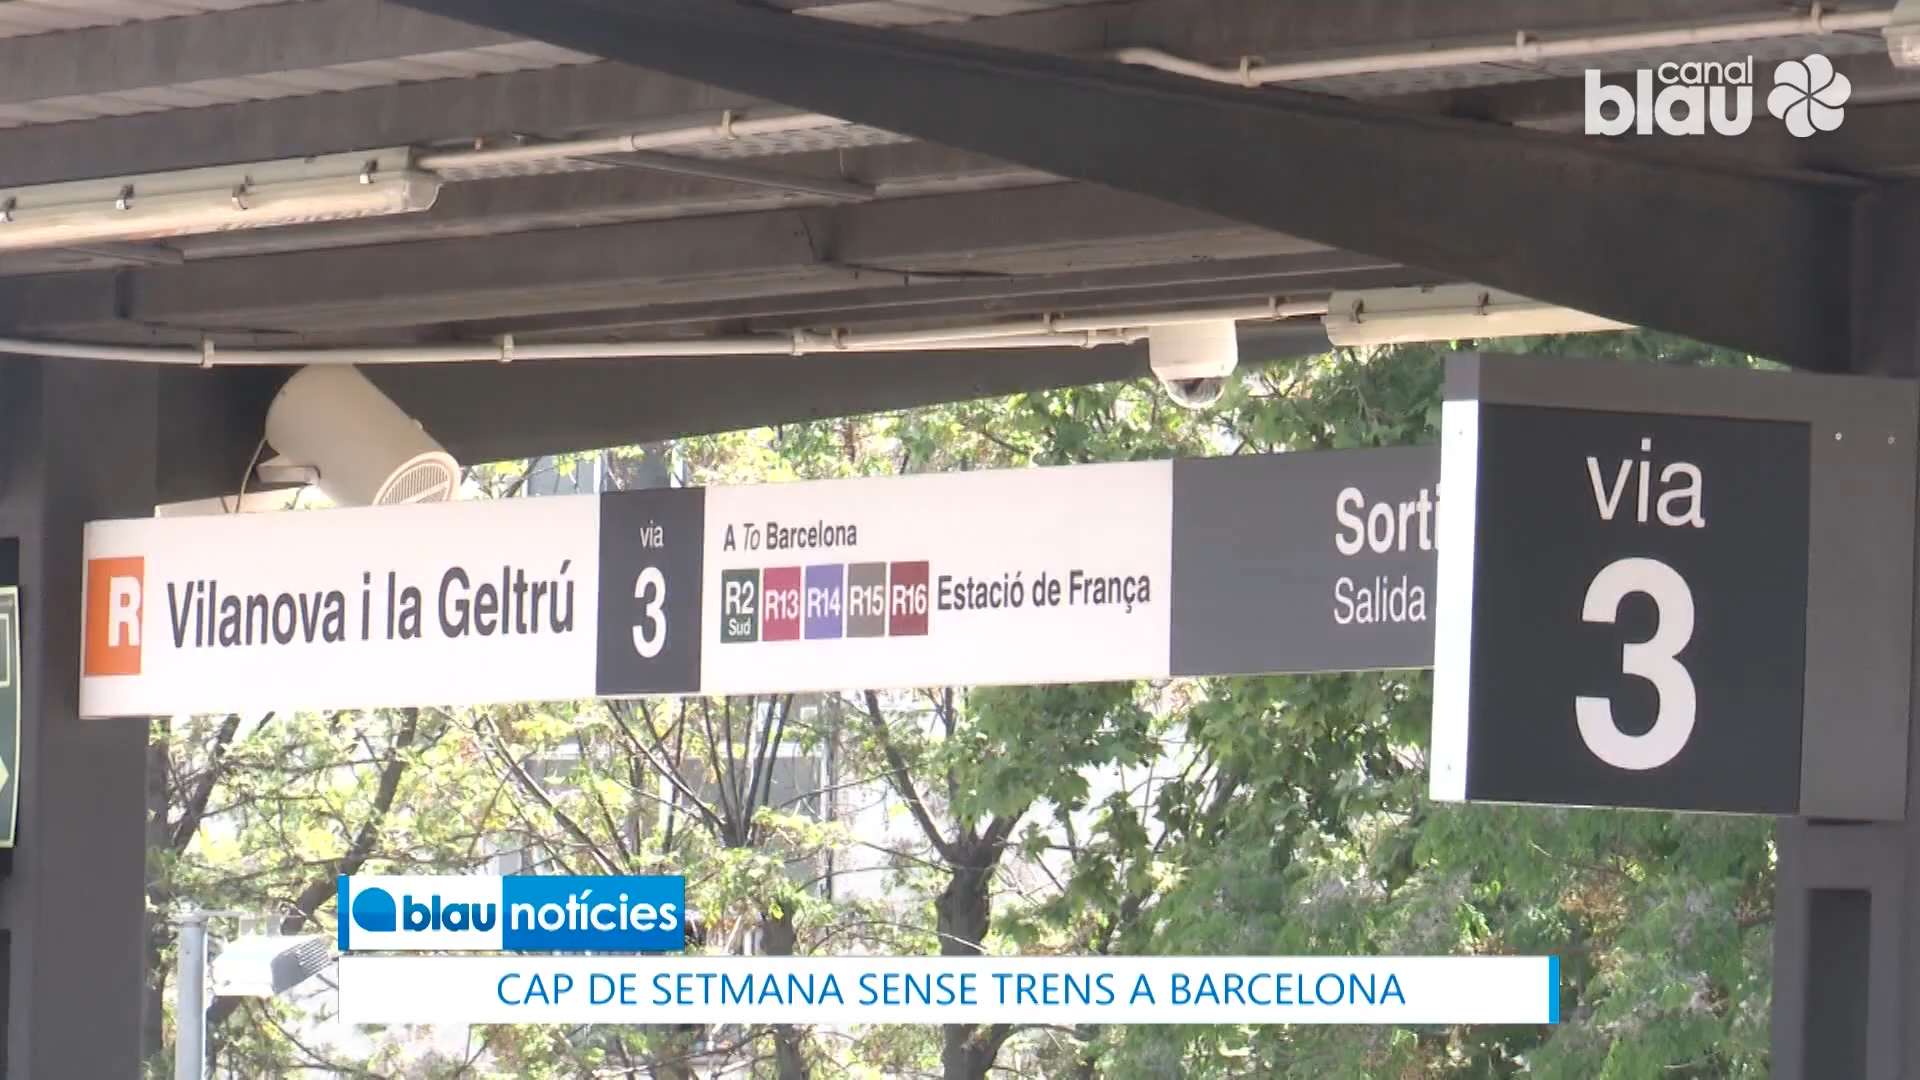 canal
blau
R Vilanova i la Geltrú
via
3
A To Barcelona
R2 Sud R13 R14 R15 R16 Estació de França
Sorti
Salida
via
3
blau notícies
CAP DE SETMANA SENSE TRENS A BARCELONA